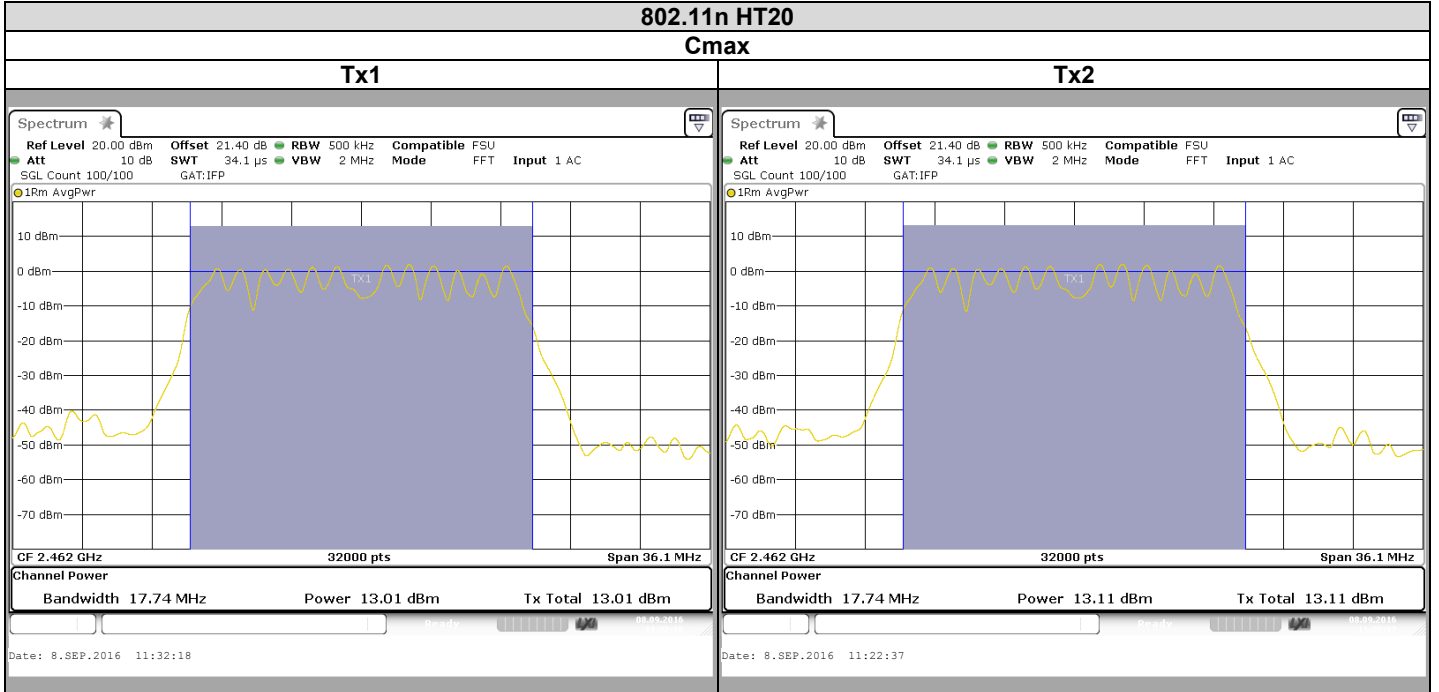 802.11n HT20
Cmax
Tx1 Tx2
Spectrum
Ref Level 20.00 dBm Offset 21.40 dB RBW 500 kHz Compatible FSU
Att 10 dB SWT 34.1 µs VBW 2 MHz Mode FFT Input 1 AC
SGL Count 100/100 GAT:IFP
1Rm AvgPwr
10 dBm
0 dBm
TX1
-10 dBm
-20 dBm
-30 dBm
-40 dBm
-50 dBm
-60 dBm
-70 dBm
CF 2.462 GHz 32000 pts Span 36.1 MHz
Channel Power
Bandwidth 17.74 MHz Power 13.01 dBm Tx Total 13.01 dBm
Ready 08.09.2016
Date: 8.SEP.2016 11:32:18
Spectrum
Ref Level 20.00 dBm Offset 21.40 dB RBW 500 kHz Compatible FSU
Att 10 dB SWT 34.1 µs VBW 2 MHz Mode FFT Input 1 AC
SGL Count 100/100 GAT:IFP
1Rm AvgPwr
10 dBm
0 dBm
TX1
-10 dBm
-20 dBm
-30 dBm
-40 dBm
-50 dBm
-60 dBm
-70 dBm
CF 2.462 GHz 32000 pts Span 36.1 MHz
Channel Power
Bandwidth 17.74 MHz Power 13.11 dBm Tx Total 13.11 dBm
Ready 08.09.2016
Date: 8.SEP.2016 11:22:37